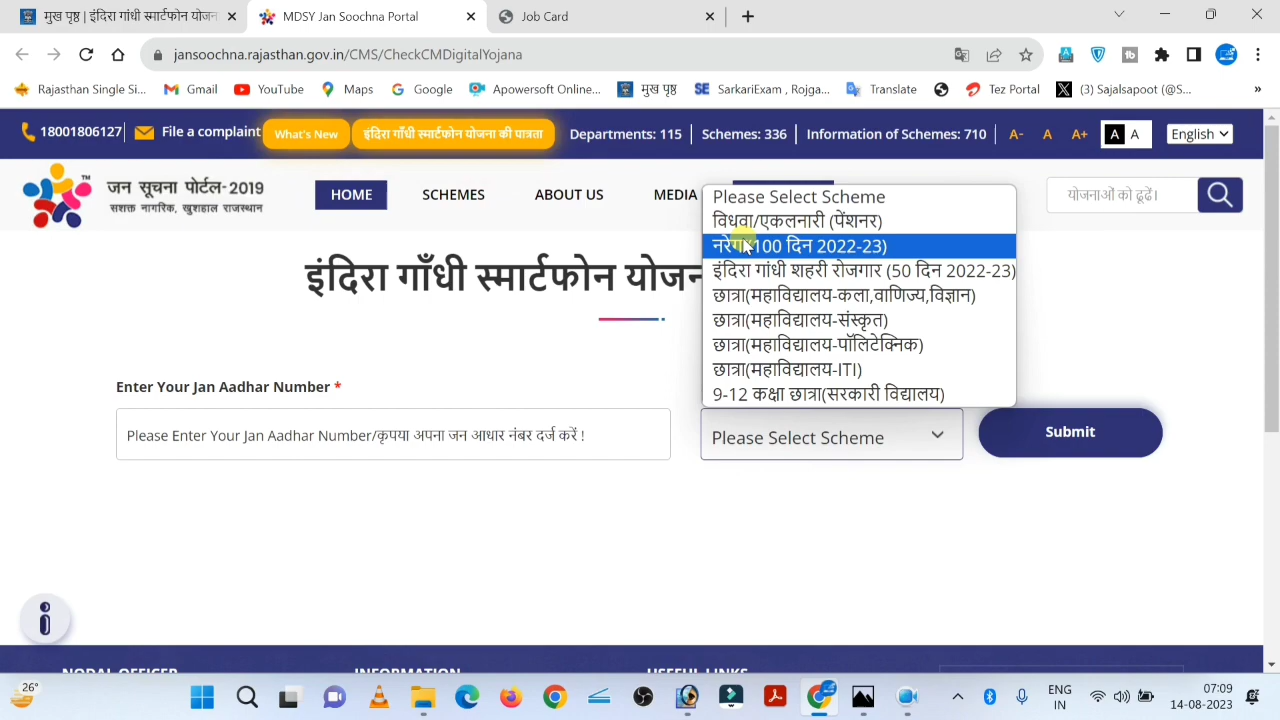 मुख पृष्ठ | इंदिरा गांधी स्मार्टफोन योजन
MDSY Jan Soochna Portal
Job Card
jansoochna.rajasthan.gov.in/CMS/CheckCMDigitalYojana
Rajasthan Single Si...
Gmail
YouTube
Maps
Google
Apowersoft Online...
मुख पृष्ठ
SarkariExam , Rojga...
Translate
Tez Portal
(3) Sajalsapoot (@S...
18001806127
File a complaint
What's New
इंदिरा गाँधी स्मार्टफोन योजना की पात्रता
Departments: 115
Schemes: 336
Information of Schemes: 710
A-
A
A+
A A
English
जन सूचना पोर्टल-2019
सशक्त नागरिक, खुशहाल राजस्थान
HOME
SCHEMES
ABOUT US
MEDIA
योजनाओं को ढूढें।
Please Select Scheme
विधवा/एकलनारी (पेंशनर)
नरेगा(100 दिन 2022-23)
इंदिरा गांधी शहरी रोजगार (50 दिन 2022-23)
छात्रा(महाविद्यालय-कला,वाणिज्य,विज्ञान)
छात्रा(महाविद्यालय-संस्कृत)
छात्रा(महाविद्यालय-पॉलिटेक्निक)
छात्रा(महाविद्यालय-ITI)
9-12 कक्षा छात्रा(सरकारी विद्यालय)
इंदिरा गाँधी स्मार्टफोन योजन
Enter Your Jan Aadhar Number *
Please Enter Your Jan Aadhar Number/कृपया अपना जन आधार नंबर दर्ज करें !
Please Select Scheme
Submit
NODAL OFFICER
INFORMATION
USEFUL LINKS
26°
ENG
IN
07:09
14-08-2023